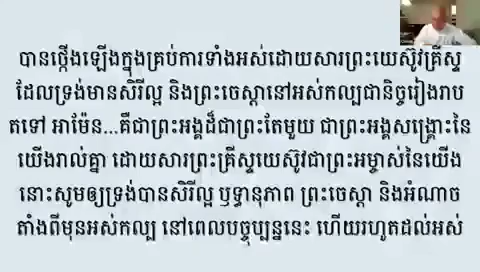 បានថ្កើងឡើងក្នុងគ្រប់ការទាំងអស់ដោយសារព្រះយេស៊ូវគ្រីស្ទ
ដែលទ្រង់មានសិរីល្អ និងព្រះចេស្តានៅអស់កល្បជានិច្ចរៀងរាប
តទៅ អាម៉ែន...គឺជាព្រះអង្គដ៏ជាព្រះតែមួយ ជាព្រះអង្គសង្គ្រោះនៃ
យើងរាល់គ្នា ដោយសារព្រះគ្រីស្ទយេស៊ូវជាព្រះអម្ចាស់នៃយើង
នោះសូមឲ្យទ្រង់បានសិរីល្អ ឫទ្ធានុភាព ព្រះចេស្តា និងអំណាច
តាំងពីមុនអស់កល្ប នៅពេលបច្ចុប្បន្ននេះ ហើយរហូតដល់អស់